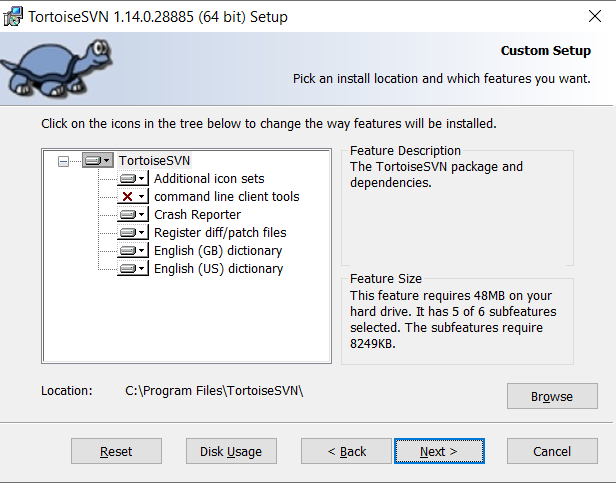 TortoiseSVN 1.14.0.28885 (64 bit) Setup
Custom Setup
Pick an install location and which features you want.
Click on the icons in the tree below to change the way features will be installed.
TortoiseSVN
Additional icon sets
command line client tools
Crash Reporter
Register diff/patch files
English (GB) dictionary
English (US) dictionary
Feature Description
The TortoiseSVN package and
dependencies.
Feature Size
This feature requires 48MB on your
hard drive. It has 5 of 6 subfeatures
selected. The subfeatures require
8249KB.
Location: C:\Program Files\TortoiseSVN\
Browse
Reset Disk Usage < Back Next > Cancel